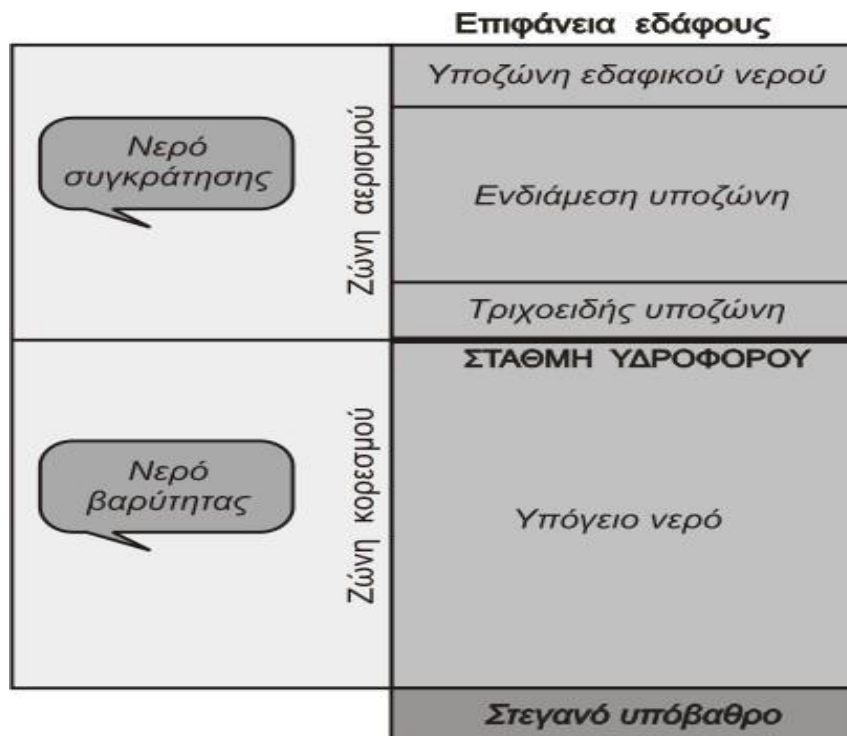 Επιφάνεια εδάφους
Υποζώνη εδαφικού νερού
Νερό
συγκράτησης
Ζώνη αερισμού
Ενδιάμεση υποζώνη
Τριχοειδής υποζώνη
ΣΤΑΘΜΗ ΥΔΡΟΦΟΡΟΥ
Νερό
βαρύτητας
Ζώνη κορεσμού
Υπόγειο νερό
Στεγανό υπόβαθρο